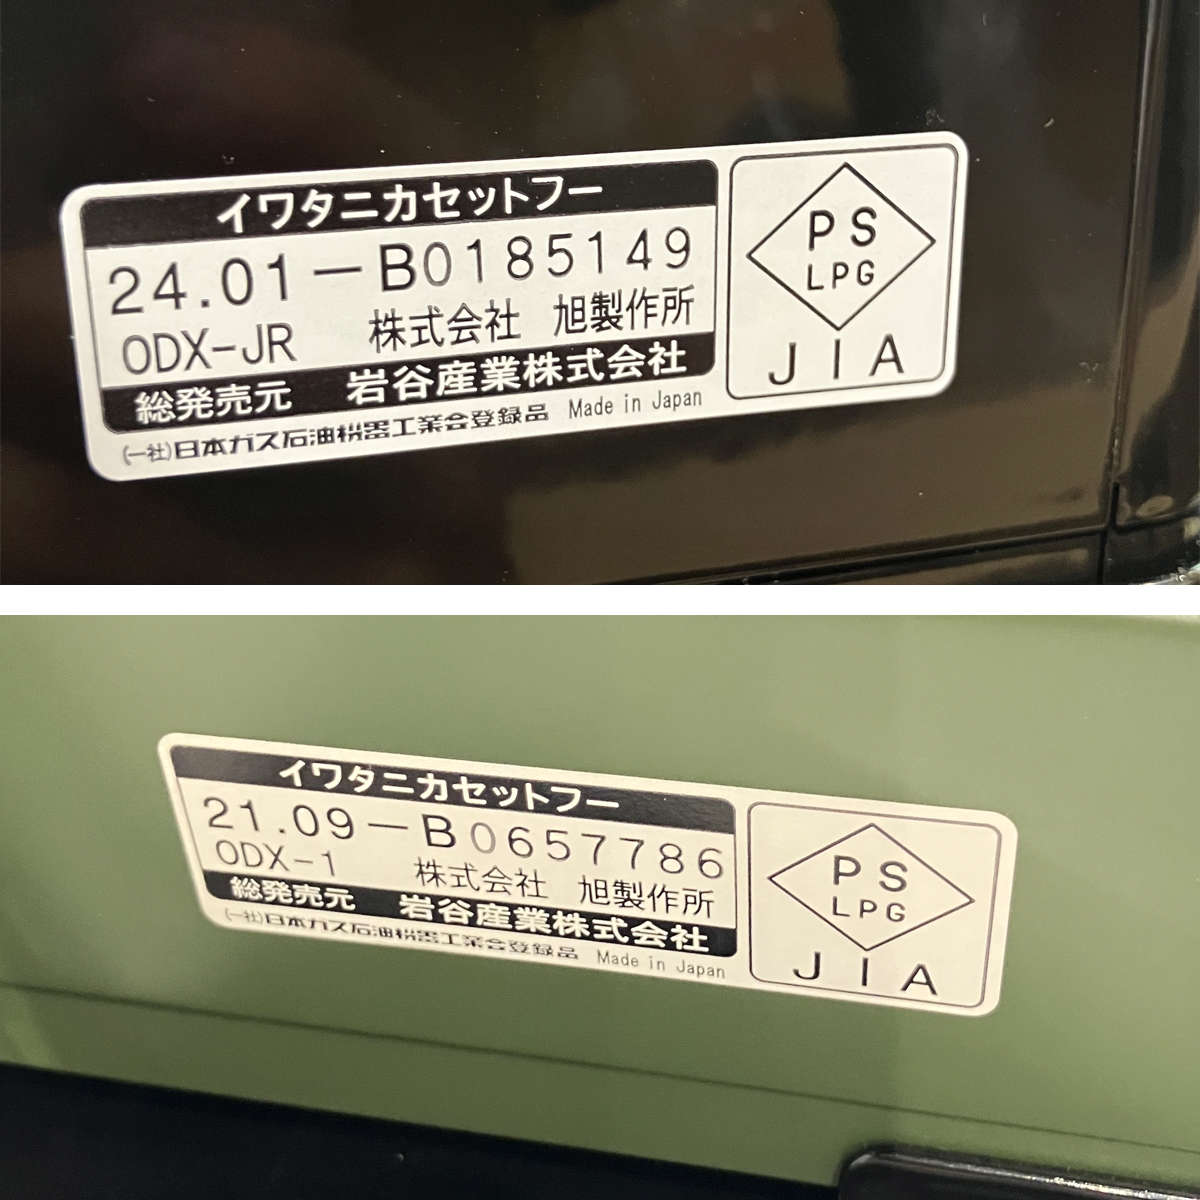 イワタニカセットフー
24.01－B0185149
ODX-JR 株式会社 旭製作所
総発売元 岩谷産業株式会社
(一社)日本ガス石油機器工業会登録品 Made in Japan
PS
LPG
JIA
イワタニカセットフー
21.09－B0657786
ODX-1 株式会社 旭製作所
総発売元 岩谷産業株式会社
(一社)日本ガス石油機器工業会登録品 Made in Japan
PS
LPG
JIA